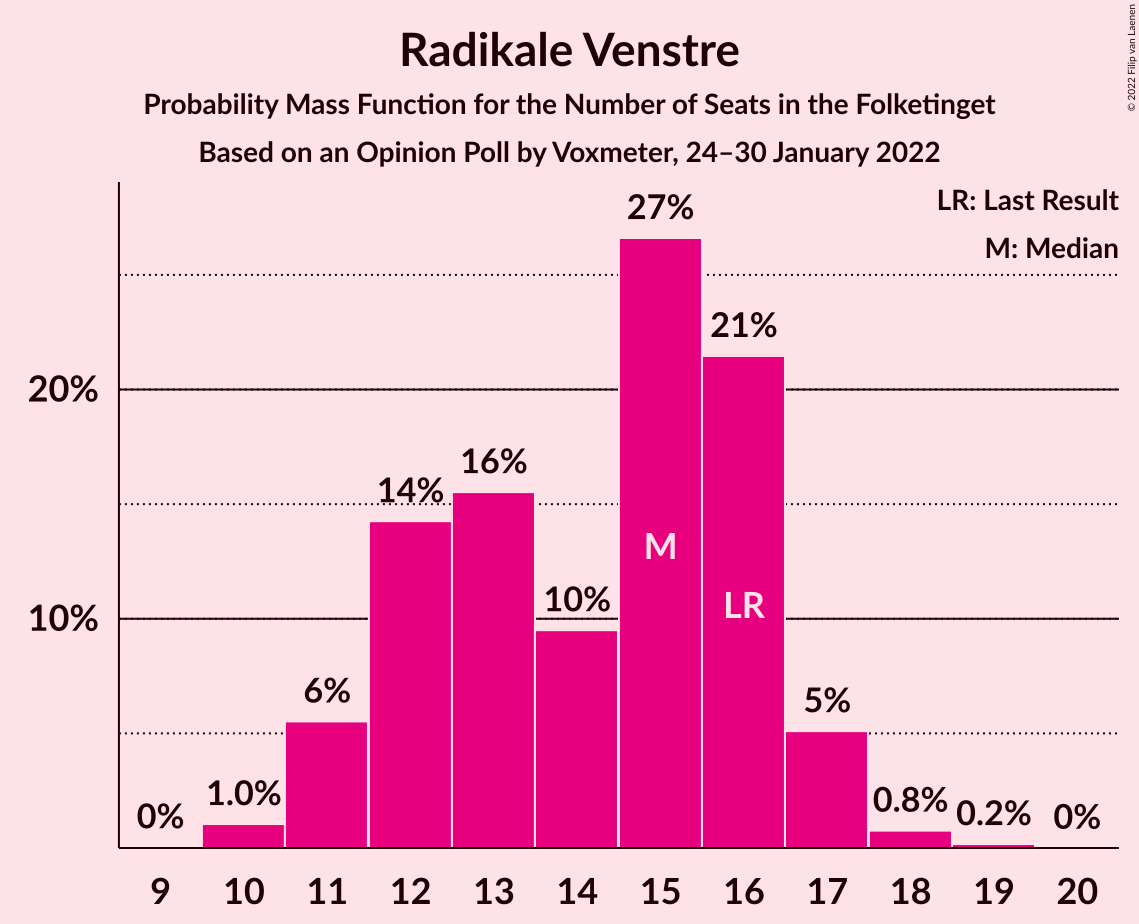 Radikale Venstre
Probability Mass Function for the Number of Seats in the Folketinget
Based on an Opinion Poll by Voxmeter, 24–30 January 2022
© 2022 Filip van Laenen
LR: Last Result
M: Median
20%
10%
0%
1.0%
6%
14%
16%
10%
27%
21%
5%
0.8%
0.2%
0%
M
LR
9 10 11 12 13 14 15 16 17 18 19 20